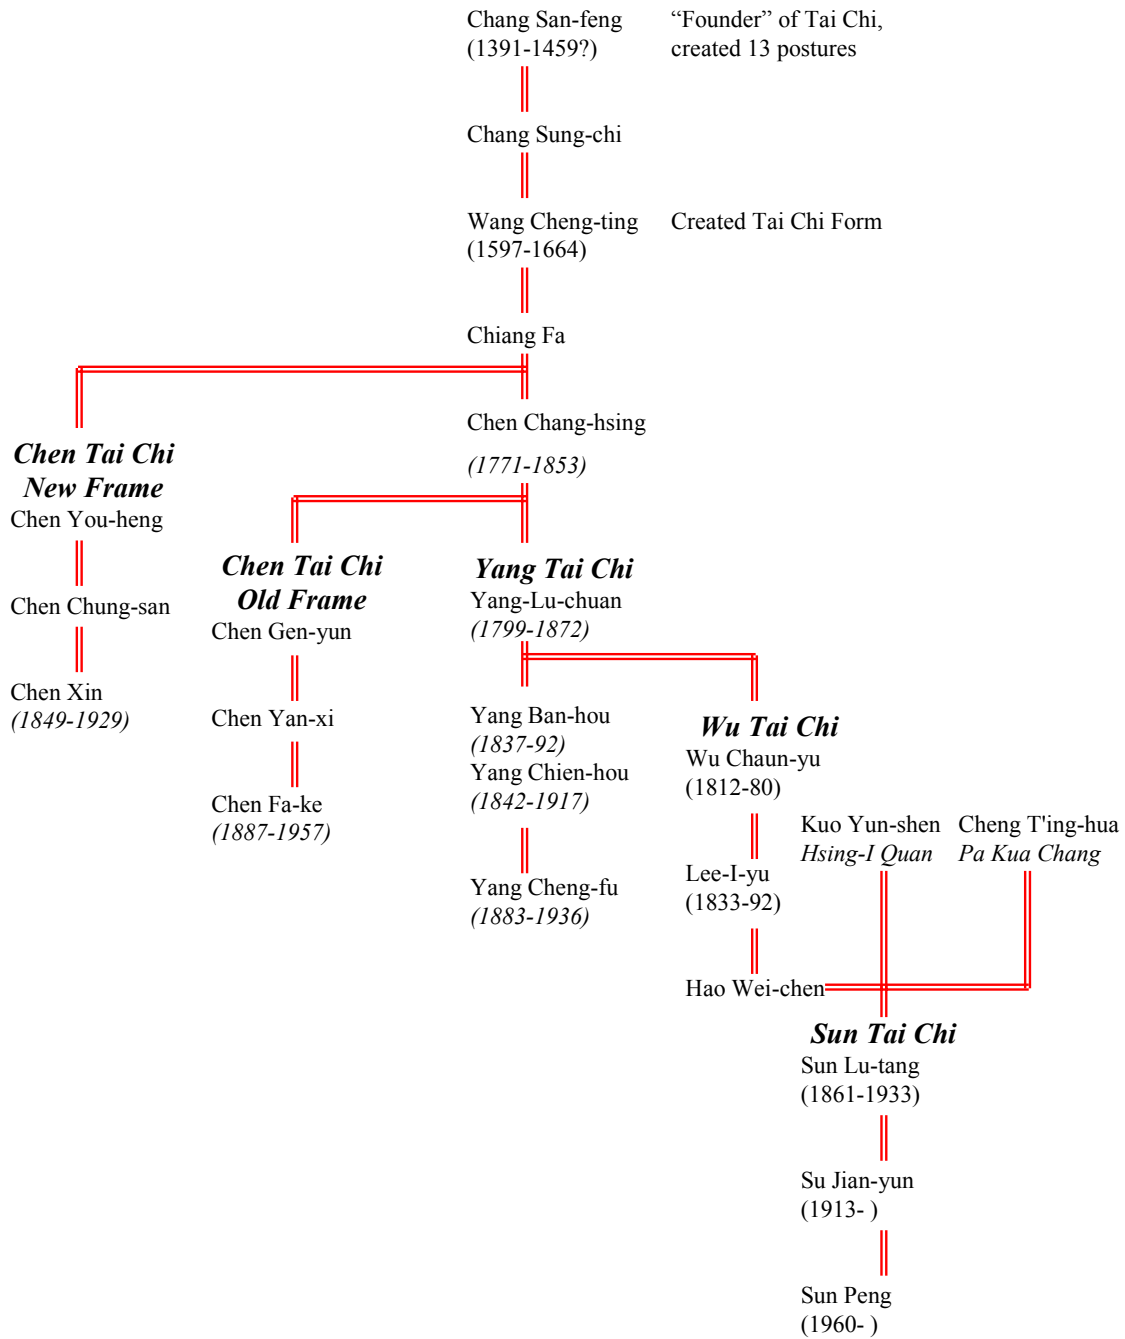 Chang San-feng
(1391-1459?)
“Founder” of Tai Chi,
created 13 postures
Chang Sung-chi
Wang Cheng-ting
(1597-1664)
Created Tai Chi Form
Chiang Fa
Chen Chang-hsing
(1771-1853)
Chen Tai Chi
New Frame
Chen You-heng
Chen Chung-san
Chen Xin
(1849-1929)
Chen Tai Chi
Old Frame
Chen Gen-yun
Chen Yan-xi
Chen Fa-ke
(1887-1957)
Yang Tai Chi
Yang-Lu-chuan
(1799-1872)
Yang Ban-hou
(1837-92)
Yang Chien-hou
(1842-1917)
Yang Cheng-fu
(1883-1936)
Wu Tai Chi
Wu Chaun-yu
(1812-80)
Lee-I-yu
(1833-92)
Hao Wei-chen
Kuo Yun-shen
Hsing-I Quan
Cheng T'ing-hua
Pa Kua Chang
Sun Tai Chi
Sun Lu-tang
(1861-1933)
Su Jian-yun
(1913- )
Sun Peng
(1960- )